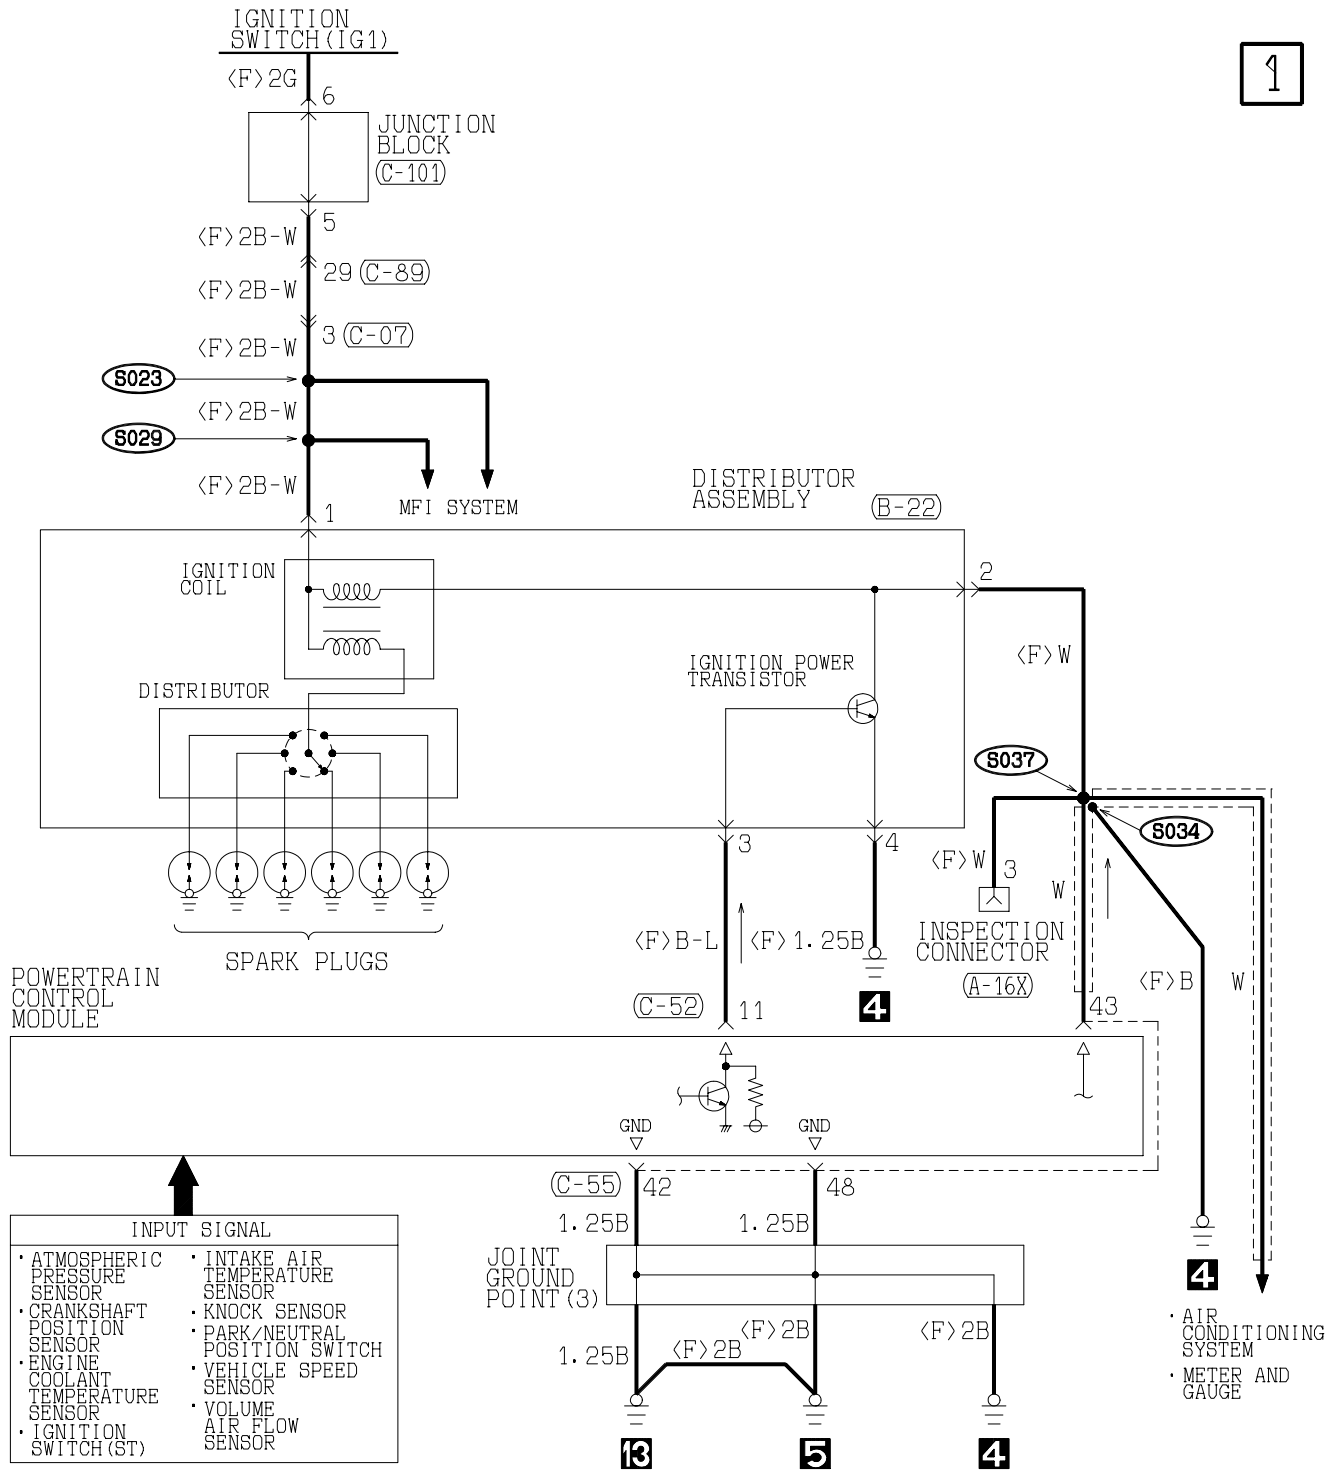 IGNITION
SWITCH(IG1)
1
<F>2G
6
JUNCTION
BLOCK
C-101
5
<F>2B-W
29 C-89
<F>2B-W
3 C-07
<F>2B-W
S023
<F>2B-W
S029
<F>2B-W
MFI SYSTEM
1
DISTRIBUTOR
ASSEMBLY
B-22
IGNITION
COIL
2
<F>W
IGNITION POWER
TRANSISTOR
DISTRIBUTOR
S037
S034
3
4
<F>W
3
W
INSPECTION
CONNECTOR
A-16X
<F>B-L
<F>1.25B
SPARK PLUGS
<F>B
W
POWERTRAIN
CONTROL
MODULE
C-52
11
4
43
GND
GND
C-55
42
48
1.25B
1.25B
JOINT
GROUND
POINT(3)
<F>2B
<F>2B
<F>2B
1.25B
13
5
4
4
· AIR
CONDITIONING
SYSTEM
· METER AND
GAUGE
INPUT SIGNAL
· ATMOSPHERIC
PRESSURE
SENSOR
· CRANKSHAFT
POSITION
SENSOR
· ENGINE
COOLANT
TEMPERATURE
SENSOR
· IGNITION
SWITCH(ST)
· INTAKE AIR
TEMPERATURE
SENSOR
· KNOCK SENSOR
· PARK/NEUTRAL
POSITION SWITCH
· VEHICLE SPEED
SENSOR
· VOLUME
AIR FLOW
SENSOR